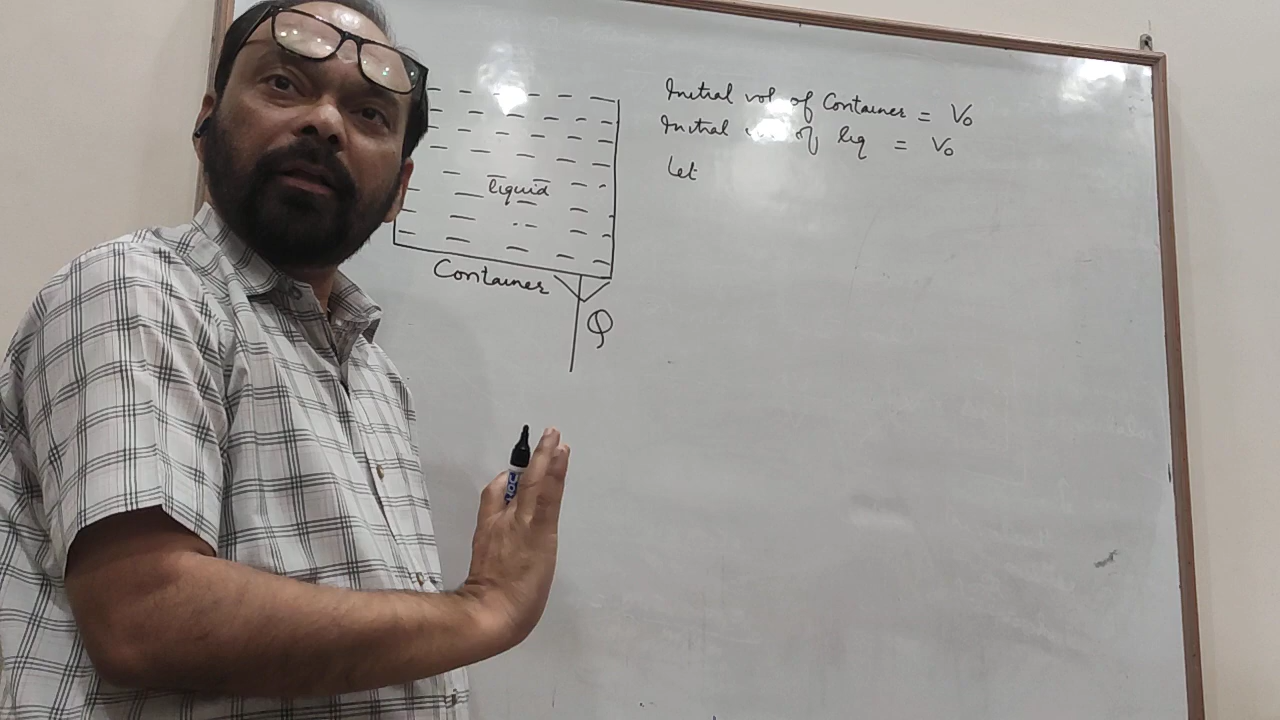 Initial vol of Container = V₀
Initial of liq = V₀
Let
liquid
Container
Q